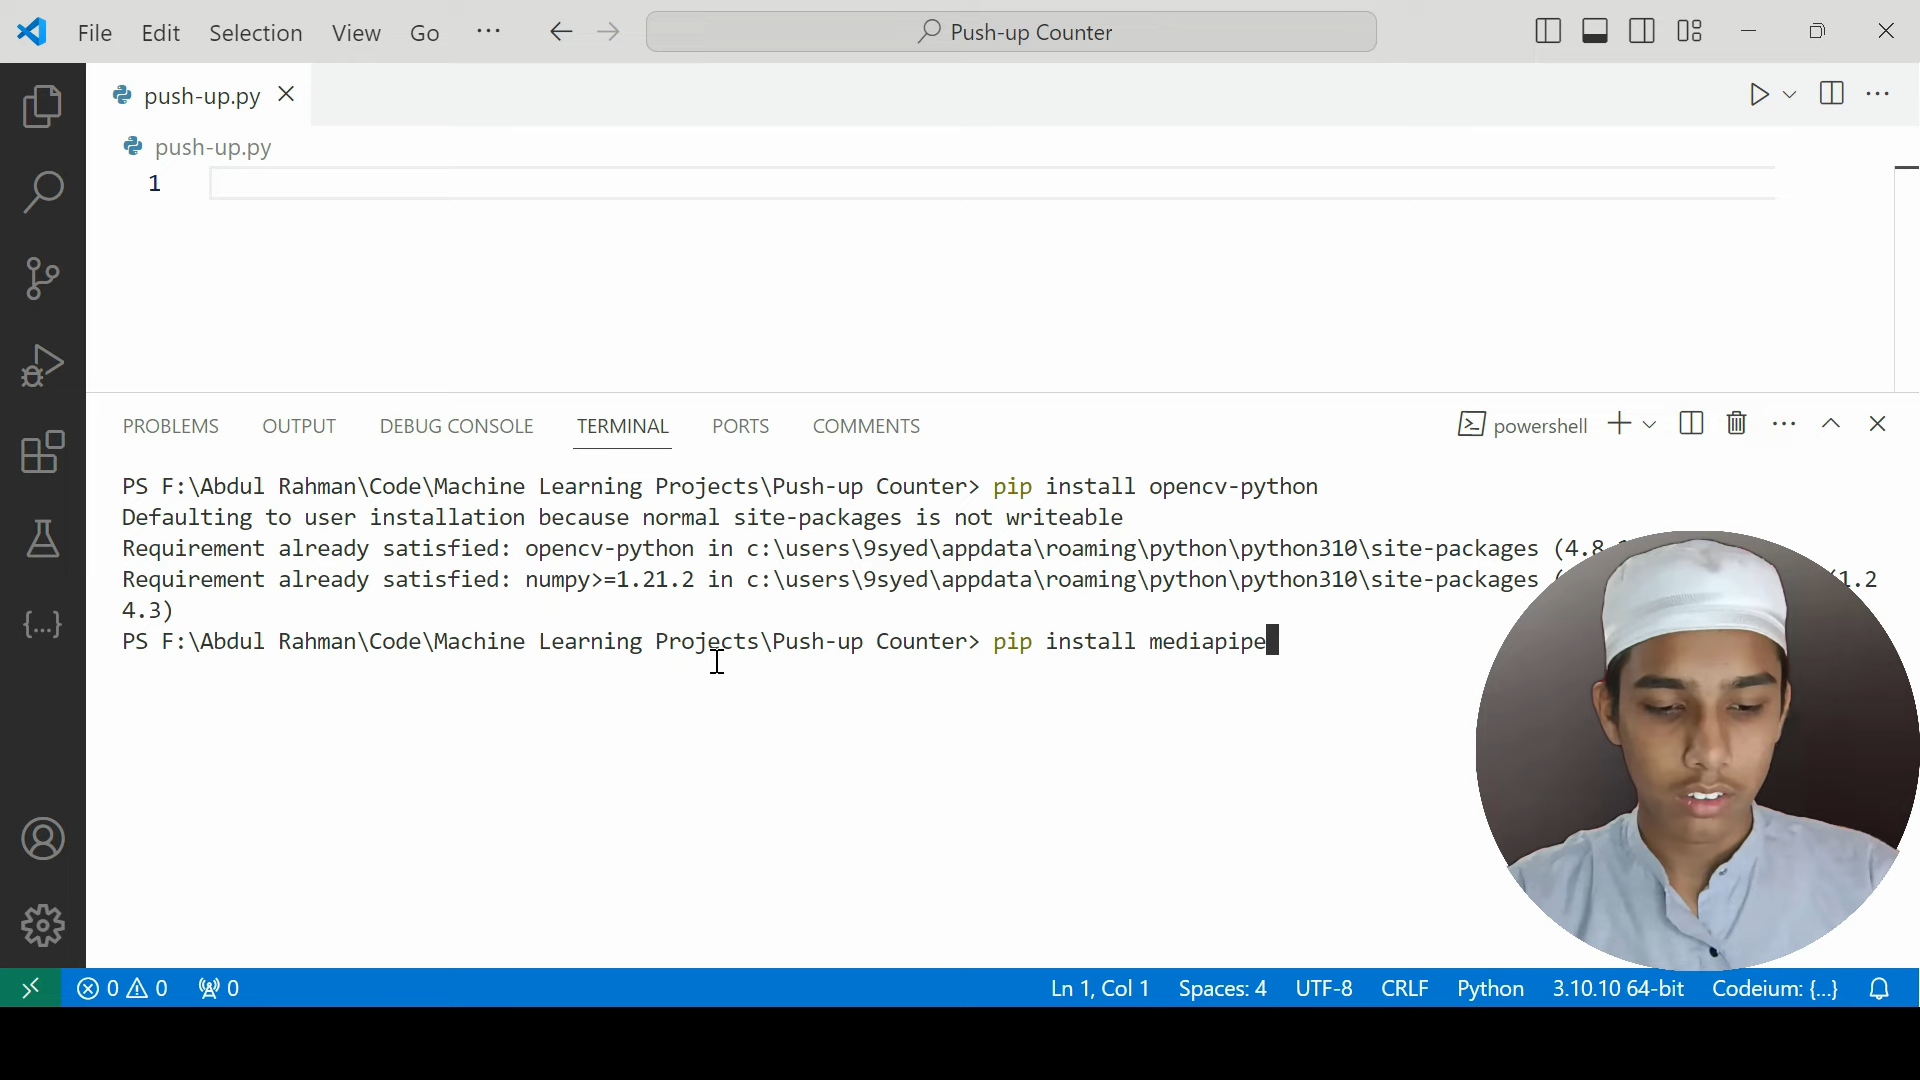 File Edit Selection View Go ··· Push-up Counter
push-up.py
push-up.py
1
PROBLEMS OUTPUT DEBUG CONSOLE TERMINAL PORTS COMMENTS powershell
PS F:\Abdul Rahman\Code\Machine Learning Projects\Push-up Counter> pip install opencv-python
Defaulting to user installation because normal site-packages is not writeable
Requirement already satisfied: opencv-python in c:\users\9syed\appdata\roaming\python\python310\site-packages (4.8
Requirement already satisfied: numpy>=1.21.2 in c:\users\9syed\appdata\roaming\python\python310\site-packages (1.2
4.3)
PS F:\Abdul Rahman\Code\Machine Learning Projects\Push-up Counter> pip install mediapipe
0 0 0 Ln 1, Col 1 Spaces: 4 UTF-8 CRLF Python 3.10.10 64-bit Codeium: {...}